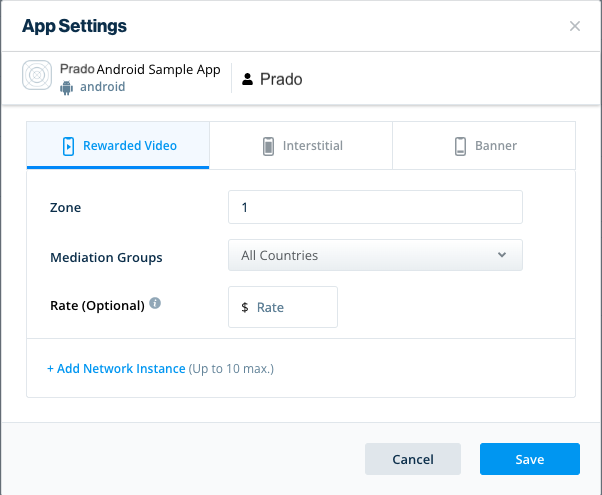 App Settings
Prado Android Sample App
android
Prado
Rewarded Video
Interstitial
Banner
Zone
1
Mediation Groups
All Countries
Rate (Optional)
$ Rate
+ Add Network Instance (Up to 10 max.)
Cancel
Save